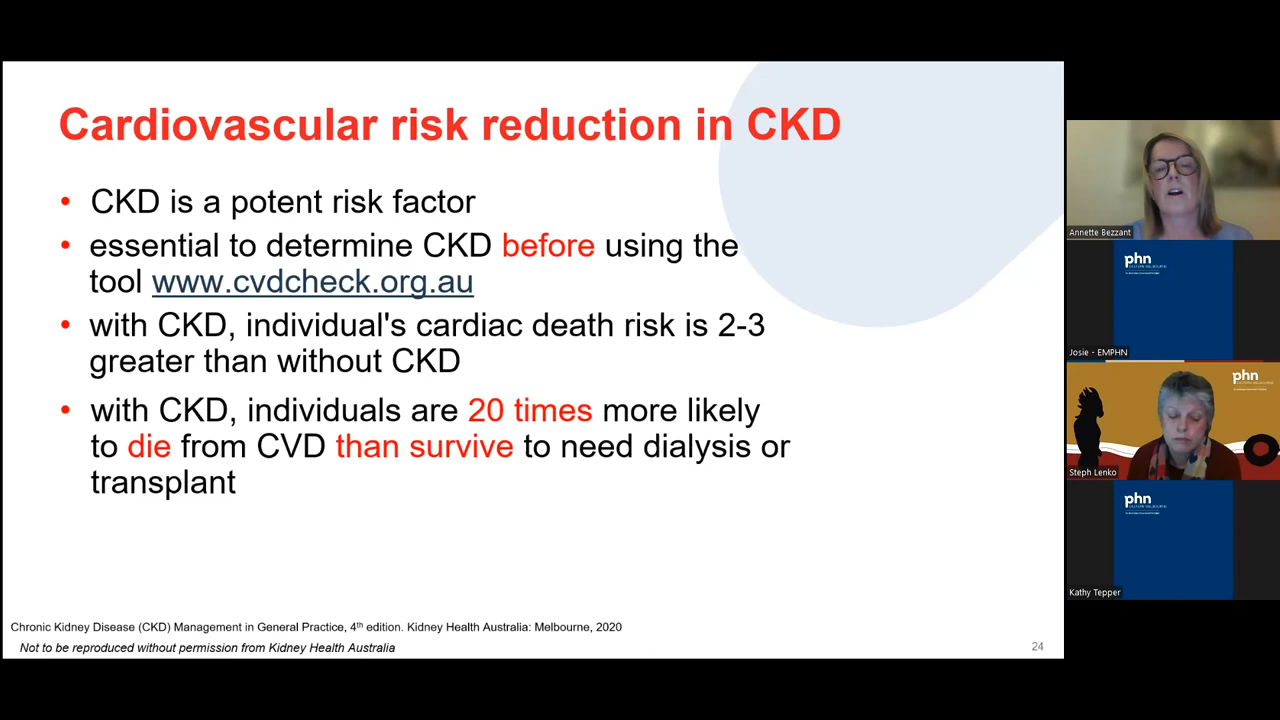 Cardiovascular risk reduction in CKD
• CKD is a potent risk factor
• essential to determine CKD before using the
tool www.cvdcheck.org.au
• with CKD, individual's cardiac death risk is 2-3
greater than without CKD
• with CKD, individuals are 20 times more likely
to die from CVD than survive to need dialysis or
transplant
Chronic Kidney Disease (CKD) Management in General Practice, 4th edition. Kidney Health Australia: Melbourne, 2020
Not to be reproduced without permission from Kidney Health Australia
24
Annette Bezzant
phn
Josie - EMPHN
phn
Steph Lenko
phn
Kathy Tepper